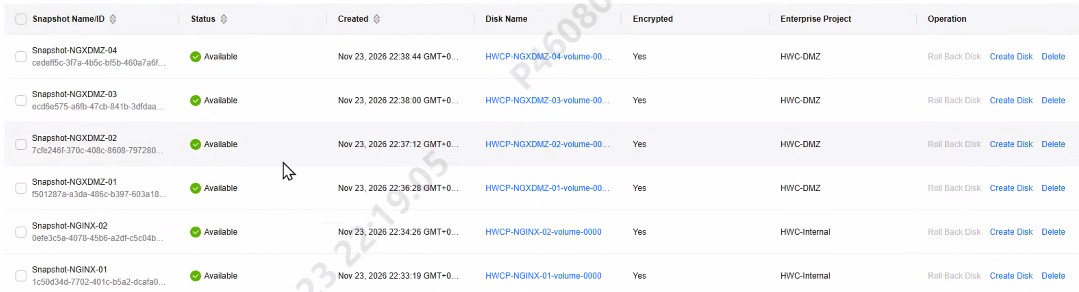 Snapshot Name/ID Status Created Disk Name Encrypted Enterprise Project Operation
Snapshot-NGXDMZ-04
cedeff5c-3f7a-4b5c-bf5b-460a7a6f... Available Nov 23, 2026 22:38:44 GMT+0... HWCP-NGXDMZ-04-volume-00... Yes HWC-DMZ Roll Back Disk Create Disk Delete
Snapshot-NGXDMZ-03
ecd6e575-a6fb-47cb-841b-3dfdaa... Available Nov 23, 2026 22:38:00 GMT+0... HWCP-NGXDMZ-03-volume-00... Yes HWC-DMZ Roll Back Disk Create Disk Delete
Snapshot-NGXDMZ-02
7cfe246f-370c-408c-8608-797280... Available Nov 23, 2026 22:37:12 GMT+0... HWCP-NGXDMZ-02-volume-00... Yes HWC-DMZ Roll Back Disk Create Disk Delete
Snapshot-NGXDMZ-01
f501287a-a3da-486c-b397-603a18... Available Nov 23, 2026 22:36:28 GMT+0... HWCP-NGXDMZ-01-volume-00... Yes HWC-DMZ Roll Back Disk Create Disk Delete
Snapshot-NGINX-02
0efe3c5a-4078-45b6-a2df-c5c04b... Available Nov 23, 2026 22:34:26 GMT+0... HWCP-NGINX-02-volume-0000 Yes HWC-Internal Roll Back Disk Create Disk Delete
Snapshot-NGINX-01
1c50d34d-7702-401c-b5a2-dcafa0... Available Nov 23, 2026 22:33:19 GMT+0... HWCP-NGINX-01-volume-0000 Yes HWC-Internal Roll Back Disk Create Disk Delete
P46080
23 22:19.05